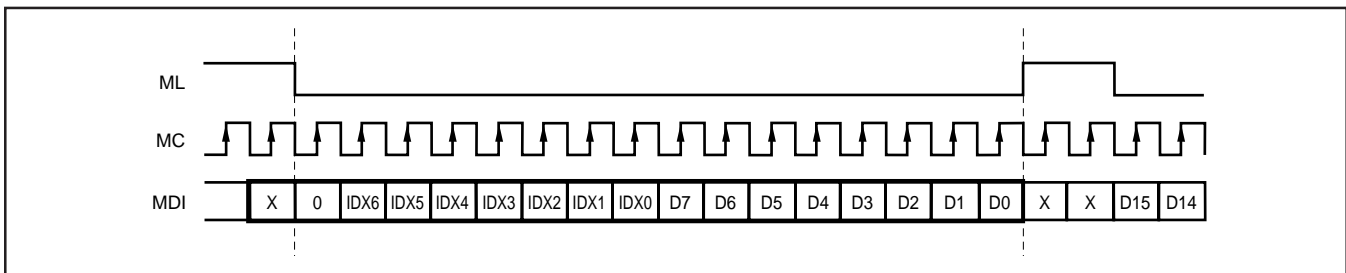 ML
MC
MDI X 0 IDX6 IDX5 IDX4 IDX3 IDX2 IDX1 IDX0 D7 D6 D5 D4 D3 D2 D1 D0 X X D15 D14